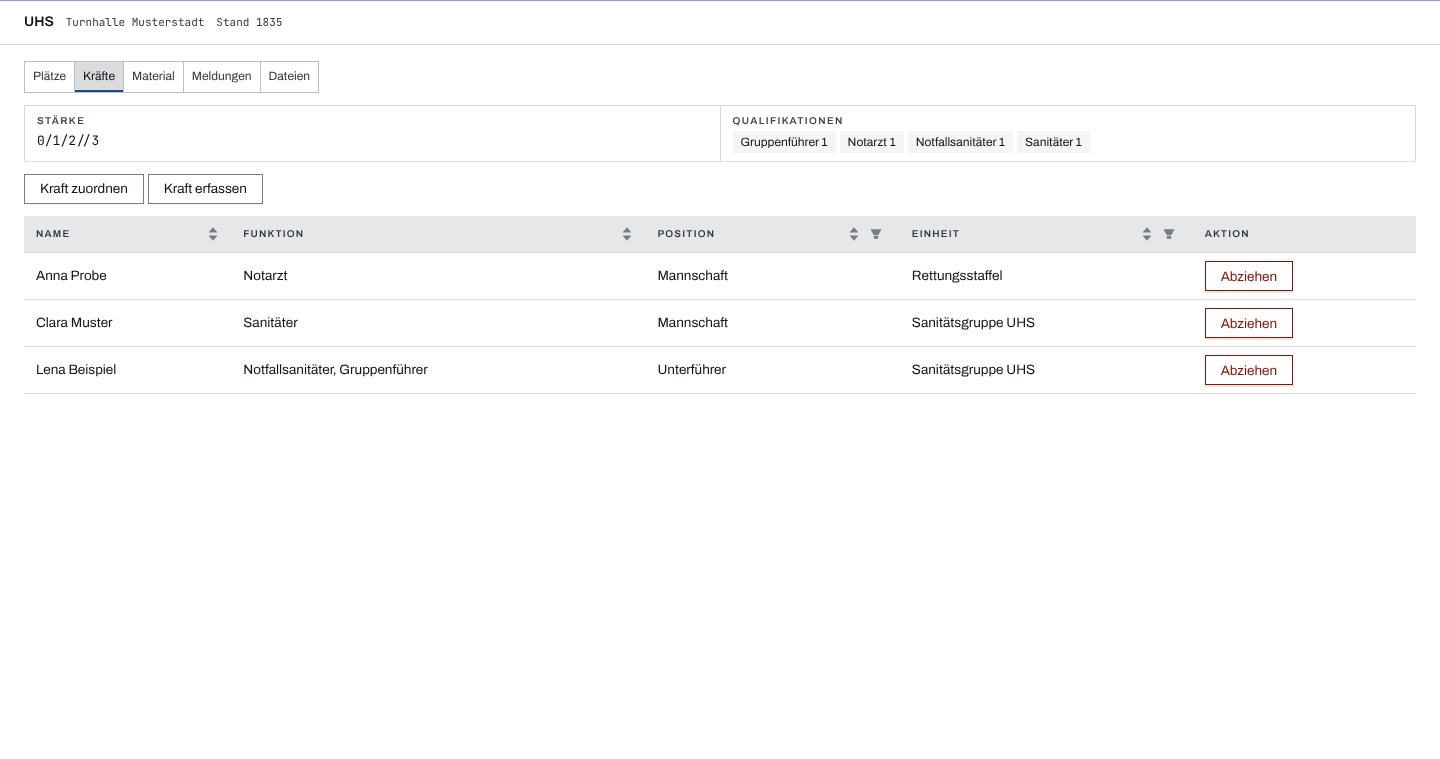 UHS Turnhalle Musterstadt Stand 1835
Plätze Kräfte Material Meldungen Dateien
STÄRKE
0/1/2//3
QUALIFIKATIONEN
Gruppenführer 1 Notarzt 1 Notfallsanitäter 1 Sanitäter 1
Kraft zuordnen Kraft erfassen
NAME FUNKTION POSITION EINHEIT AKTION
Anna Probe Notarzt Mannschaft Rettungsstaffel Abziehen
Clara Muster Sanitäter Mannschaft Sanitätsgruppe UHS Abziehen
Lena Beispiel Notfallsanitäter, Gruppenführer Unterführer Sanitätsgruppe UHS Abziehen